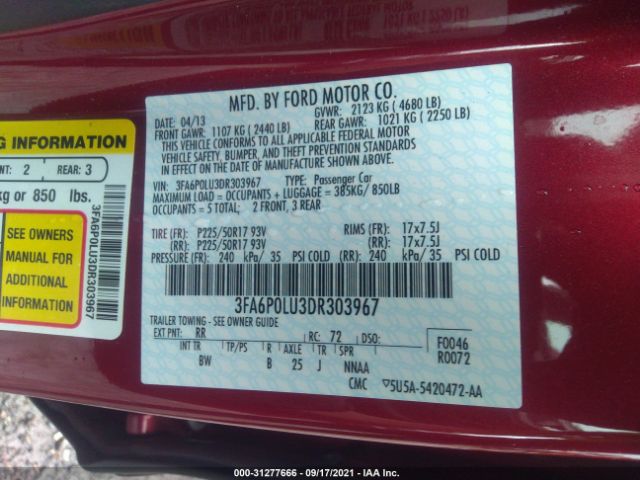 MFD. BY FORD MOTOR CO.
DATE: 04/13 GVWR: 2123 KG ( 4680 LB)
FRONT GAWR: 1107 KG ( 2440 LB) REAR GAWR: 1021 KG ( 2250 LB)
THIS VEHICLE CONFORMS TO ALL APPLICABLE FEDERAL MOTOR
VEHICLE SAFETY, BUMPER, AND THEFT PREVENTION STANDARDS
IN EFFECT ON THE DATE OF MANUFACTURE SHOWN ABOVE.
VIN: 3FA6P0LU3DR303967 TYPE: Passenger Car
MAXIMUM LOAD = OCCUPANTS + LUGGAGE = 385KG/ 850LB
OCCUPANTS = 5 TOTAL; 2 FRONT, 3 REAR
TIRE (FR): P225/50R17 93V RIMS (FR): 17x7.5J
(RR): P225/50R17 93V (RR): 17x7.5J
PRESSURE (FR): 240 kPa/ 35 PSI COLD (RR): 240 kPa/ 35 PSI COLD
3FA6P0LU3DR303967
TRAILER TOWING - SEE OWNER GUIDE
EXT PNT: RR RC: 72 DSO: F0046
R0072
INT TR TP/PS R AXLE TR SPR
BW B 25 J NNAA
CMC ▽5U5A-5420472-AA
G INFORMATION
NT: 2 REAR: 3
kg or 850 lbs.
SEE OWNERS
MANUAL FOR
ADDITIONAL
INFORMATION
3FA6P0LU3DR303967
000-31277666 - 09/17/2021 - IAA Inc.